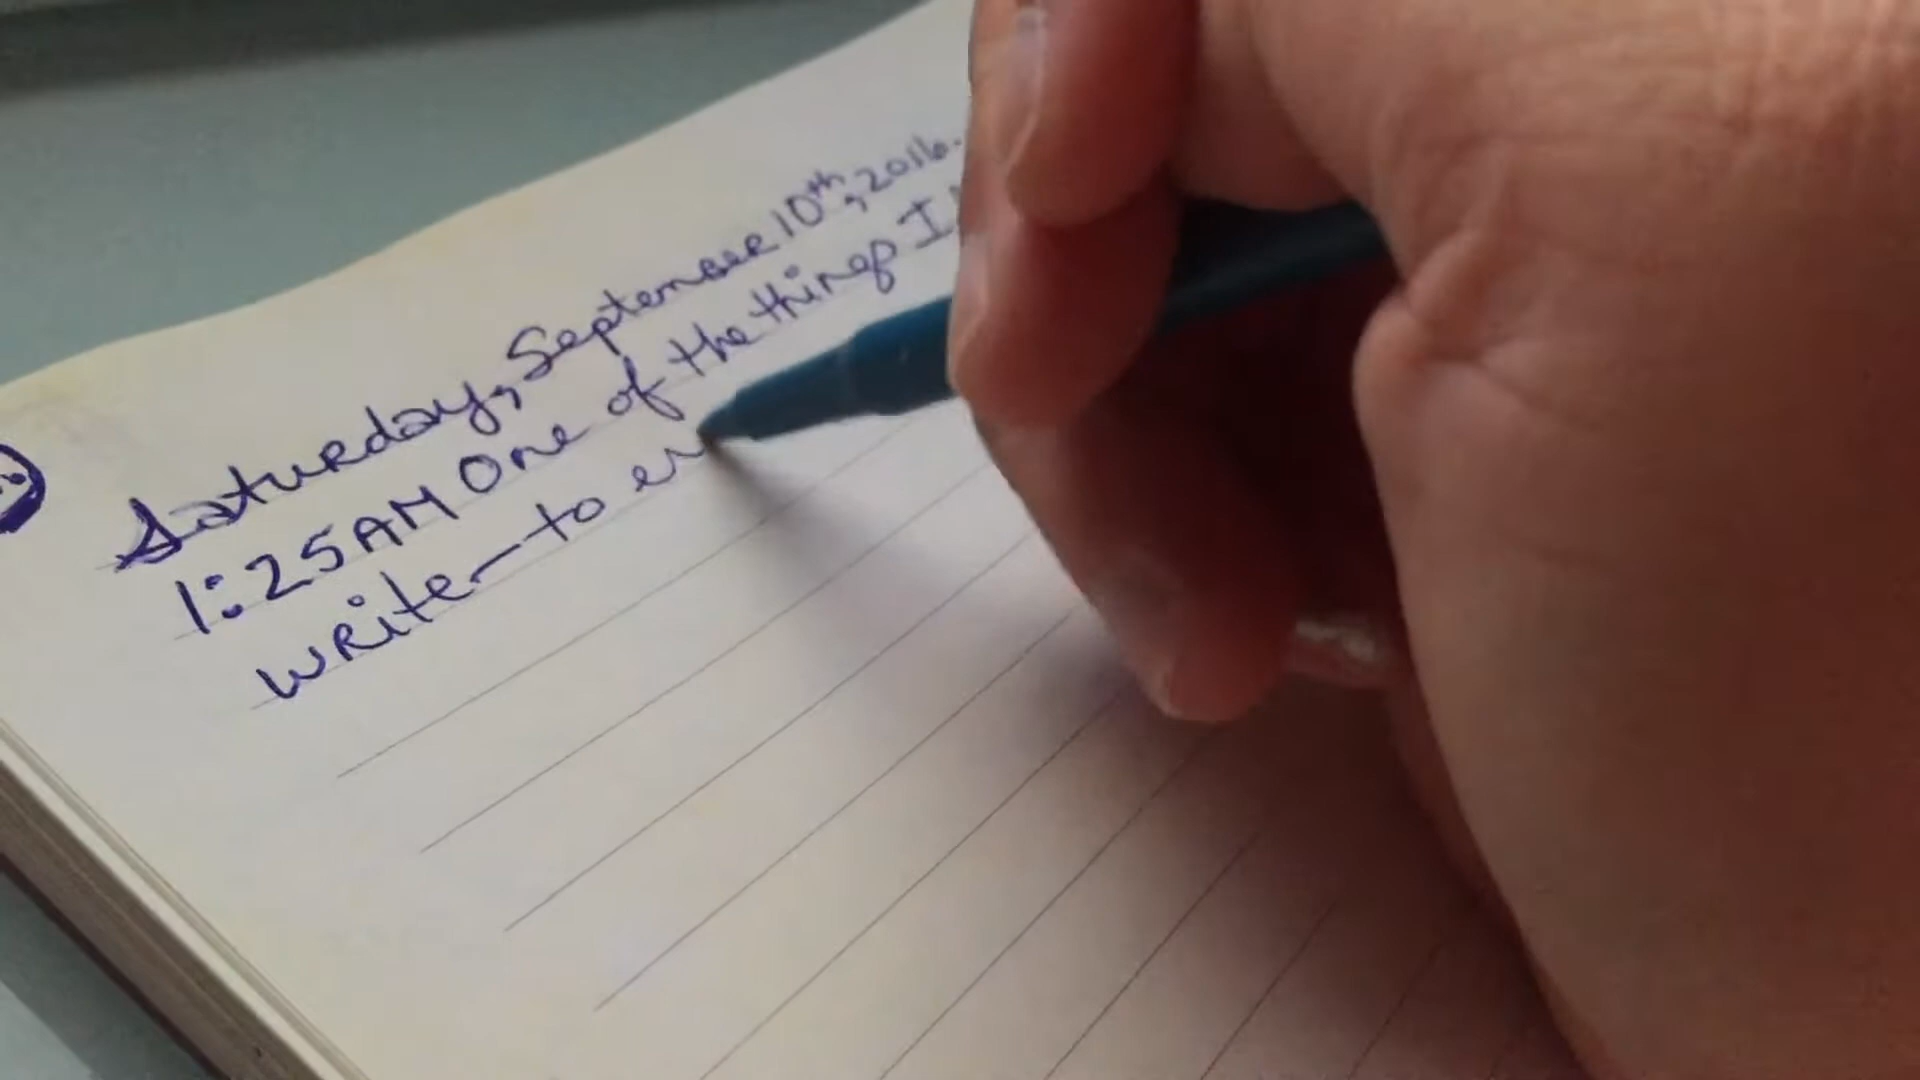 Saturday, September 10th, 2016.
1:25AM One of the things I
write—to